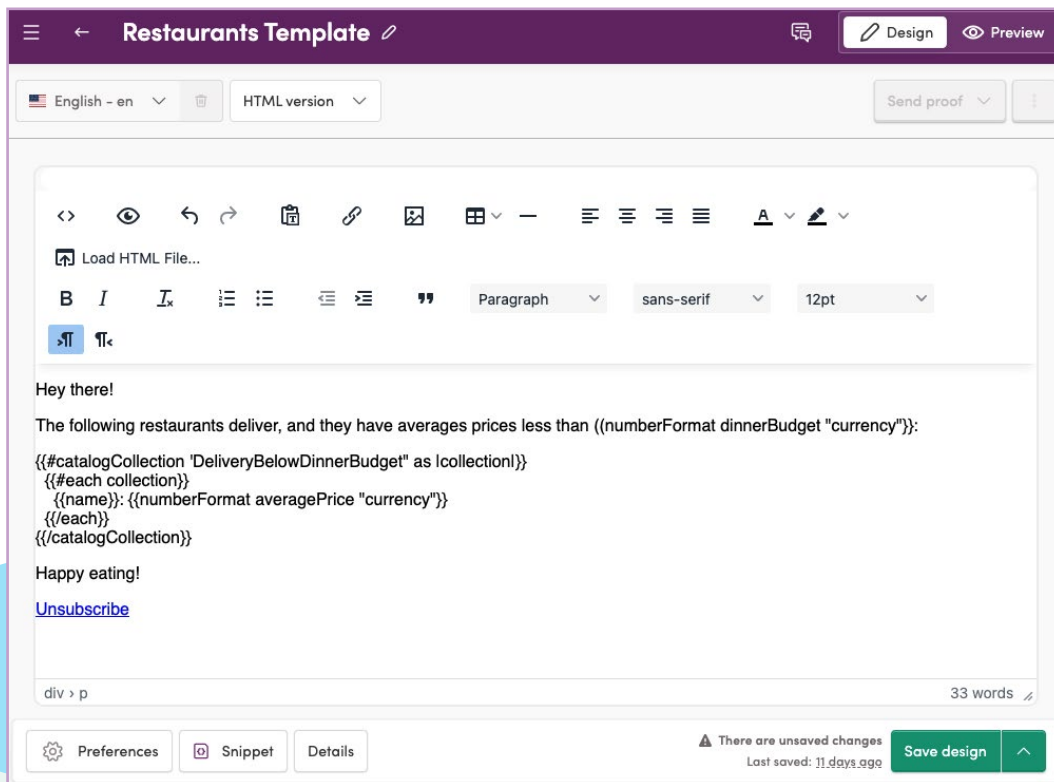 Restaurants Template
Design
Preview
English - en
HTML version
Send proof
Load HTML File...
Paragraph
sans-serif
12pt
Hey there!
The following restaurants deliver, and they have averages prices less than ((numberFormat dinnerBudget "currency"}}:
{{#catalogCollection 'DeliveryBelowDinnerBudget" as |collection|}}
{{#each collection}}
{{name}}: {{numberFormat averagePrice "currency"}}
{{/each}}
{{/catalogCollection}}
Happy eating!
Unsubscribe
div › p
33 words
Preferences
Snippet
Details
There are unsaved changes
Last saved: 11 days ago
Save design